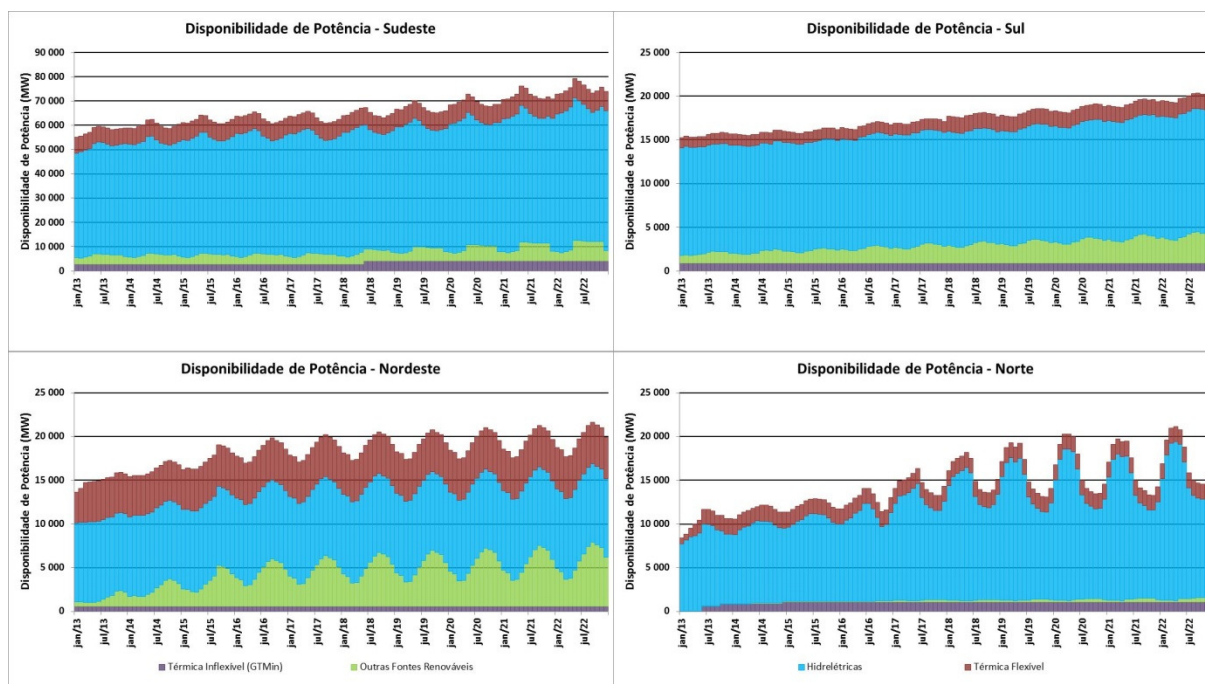 Disponibilidade de Potência - Sudeste
Disponibilidade de Potência (MW)
90 000
80 000
70 000
60 000
50 000
40 000
30 000
20 000
10 000
0
jan/13
jul/13
jan/14
jul/14
jan/15
jul/15
jan/16
jul/16
jan/17
jul/17
jan/18
jul/18
jan/19
jul/19
jan/20
jul/20
jan/21
jul/21
jan/22
jul/22
Disponibilidade de Potência - Sul
Disponibilidade de Potência (MW)
25 000
20 000
15 000
10 000
5 000
0
jan/13
jul/13
jan/14
jul/14
jan/15
jul/15
jan/16
jul/16
jan/17
jul/17
jan/18
jul/18
jan/19
jul/19
jan/20
jul/20
jan/21
jul/21
jan/22
jul/22
Disponibilidade de Potência - Nordeste
Disponibilidade de Potência (MW)
25 000
20 000
15 000
10 000
5 000
0
jan/13
jul/13
jan/14
jul/14
jan/15
jul/15
jan/16
jul/16
jan/17
jul/17
jan/18
jul/18
jan/19
jul/19
jan/20
jul/20
jan/21
jul/21
jan/22
jul/22
Disponibilidade de Potência - Norte
Disponibilidade de Potência (MW)
25 000
20 000
15 000
10 000
5 000
0
jan/13
jul/13
jan/14
jul/14
jan/15
jul/15
jan/16
jul/16
jan/17
jul/17
jan/18
jul/18
jan/19
jul/19
jan/20
jul/20
jan/21
jul/21
jan/22
jul/22
Térmica Inflexível (GTMin)
Outras Fontes Renováveis
Hidrelétricas
Térmica Flexível